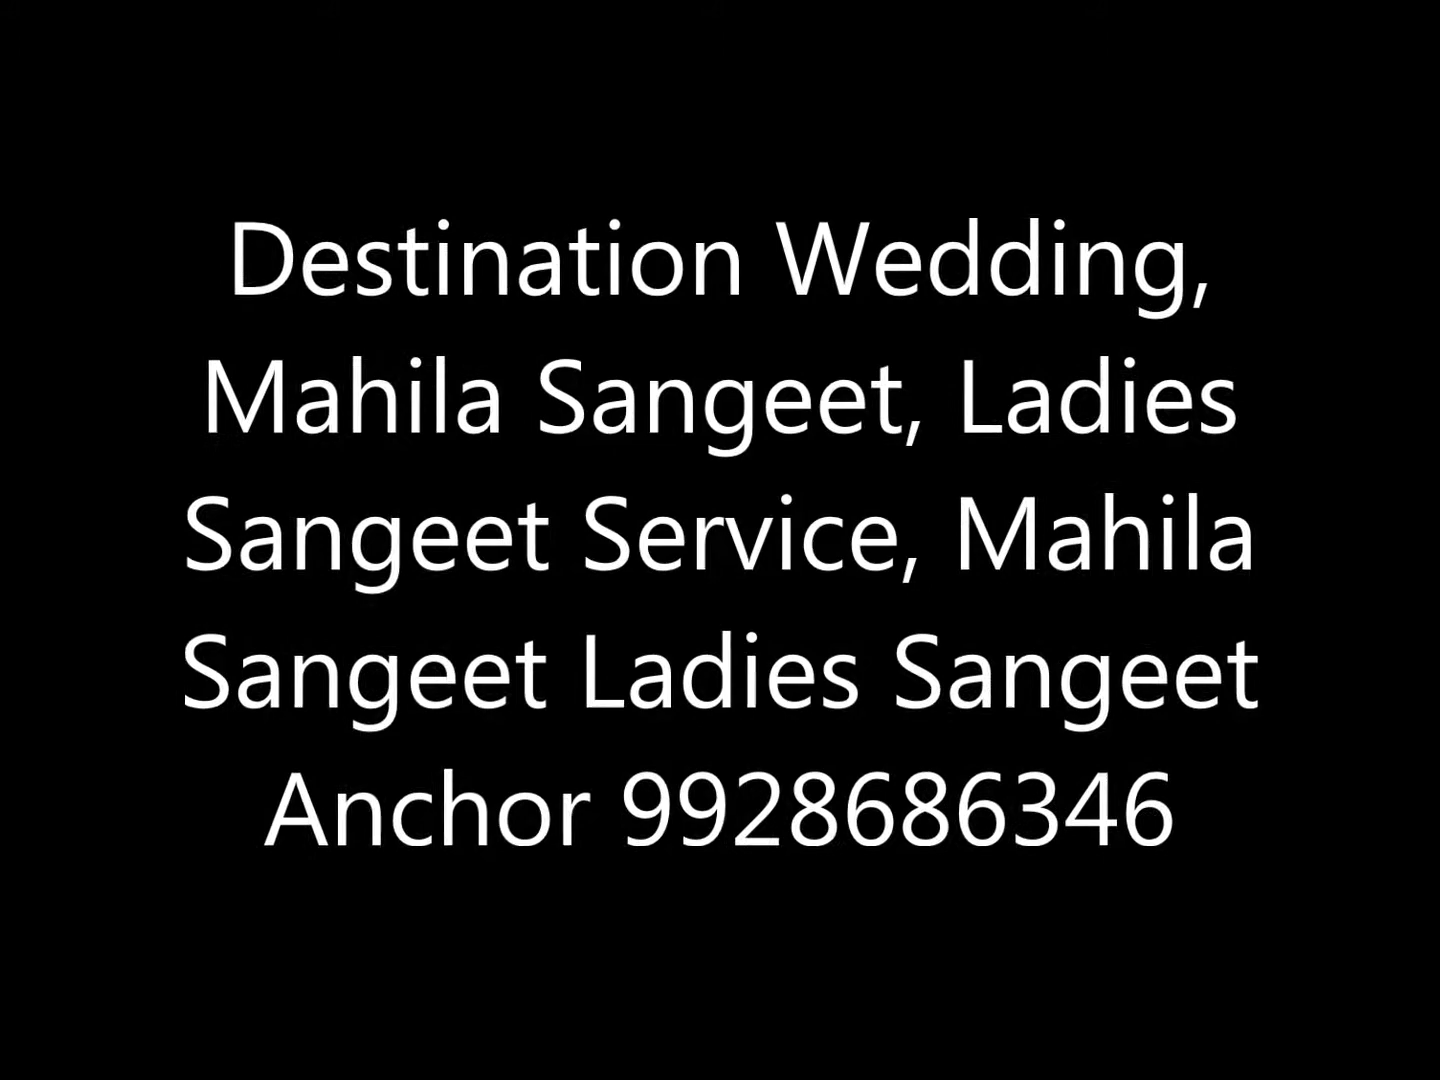 Destination Wedding,
Mahila Sangeet, Ladies
Sangeet Service, Mahila
Sangeet Ladies Sangeet
Anchor 9928686346